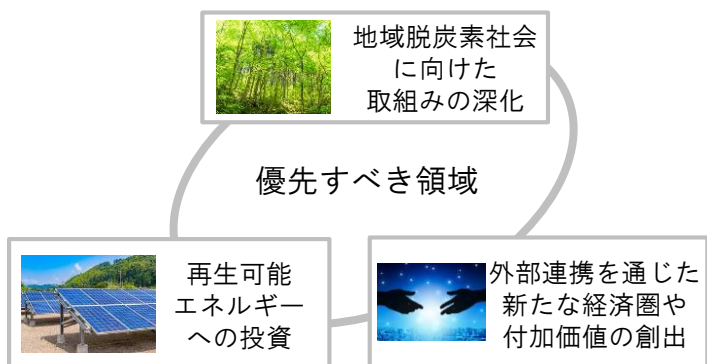 地域脱炭素社会
に向けた
取組みの深化
優先すべき領域
再生可能
エネルギー
への投資
外部連携を通じた
新たな経済圏や
付加価値の創出